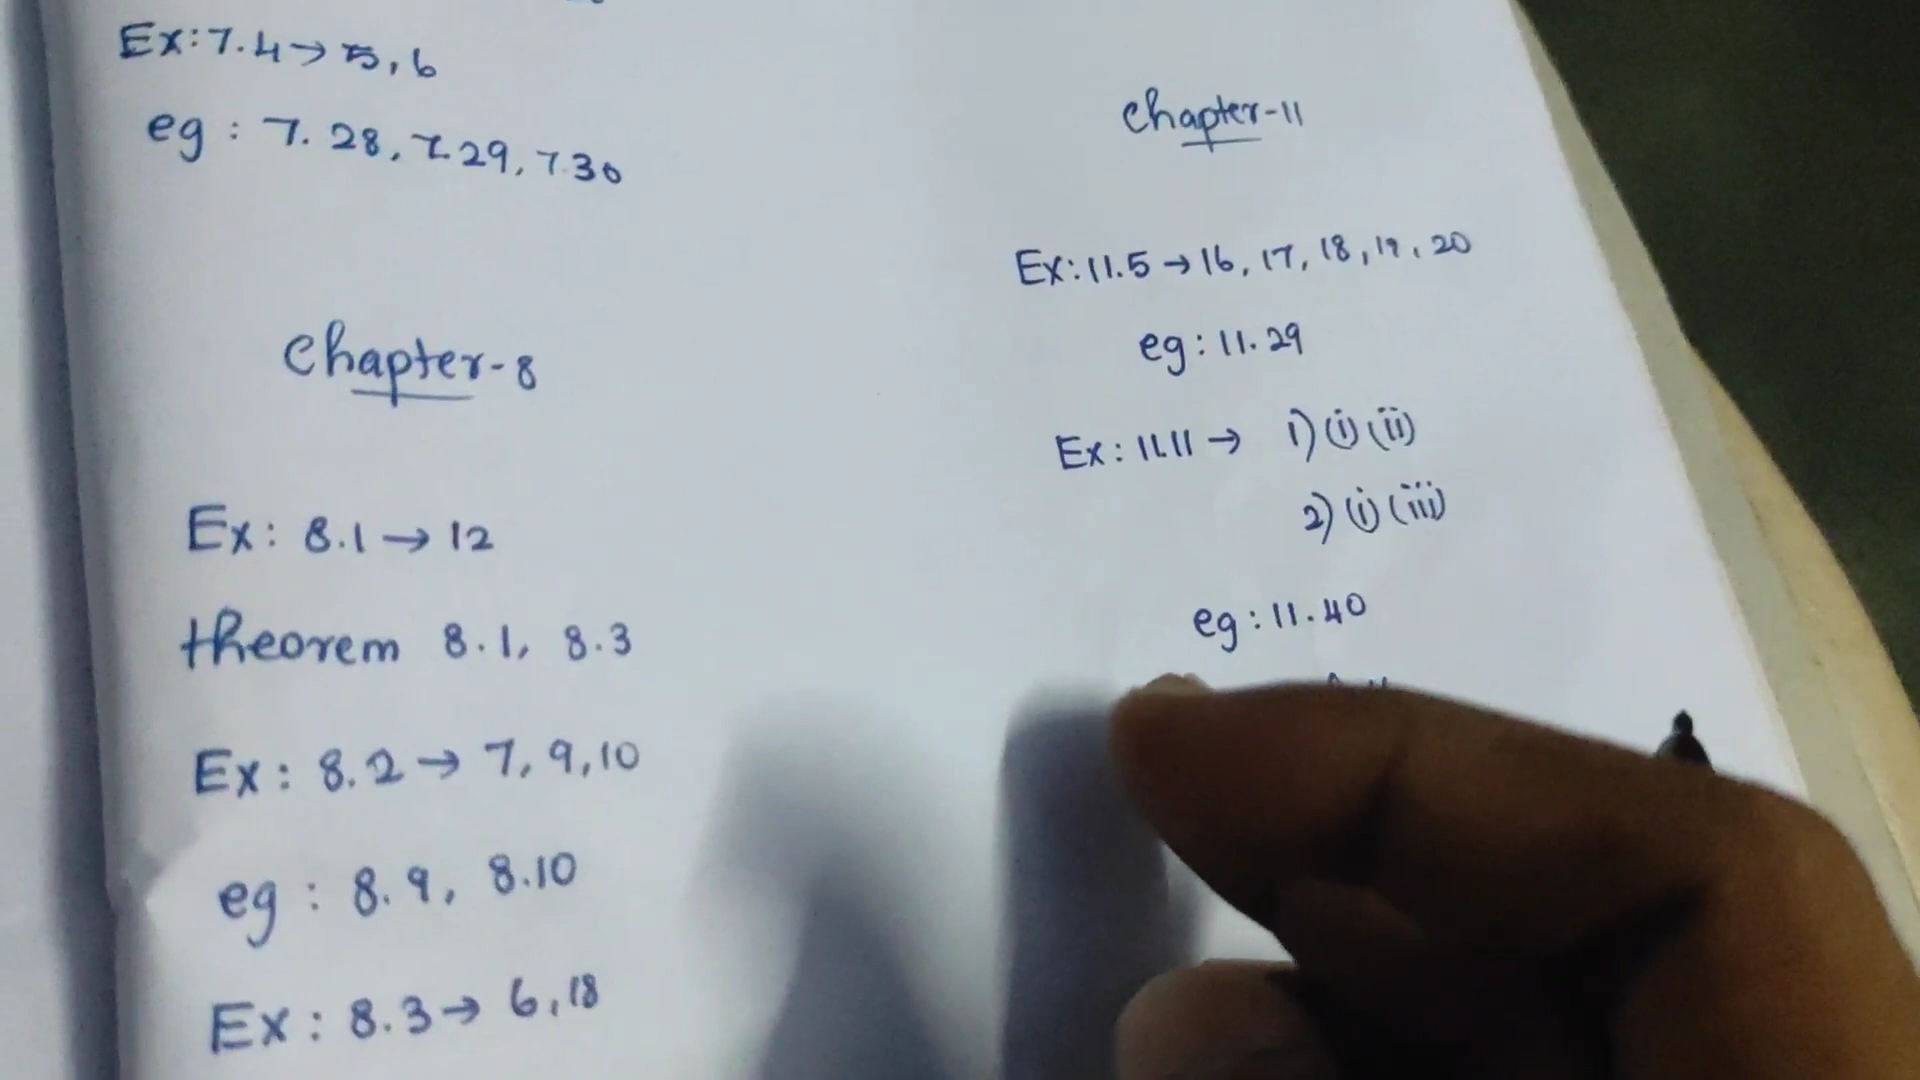 Ex: 7.4 → 5, 6
eg : 7.28, 7.29, 7.30
Chapter-8
Ex: 8.1 → 12
theorem 8.1, 8.3
Ex: 8.2 → 7, 9, 10
eg : 8.9, 8.10
Ex: 8.3 → 6, 18
Chapter-11
Ex: 11.5 → 16, 17, 18, 19, 20
eg : 11.29
Ex : 11.11 → 1) (i) (ii)
2) (i) (iii)
eg : 11.40